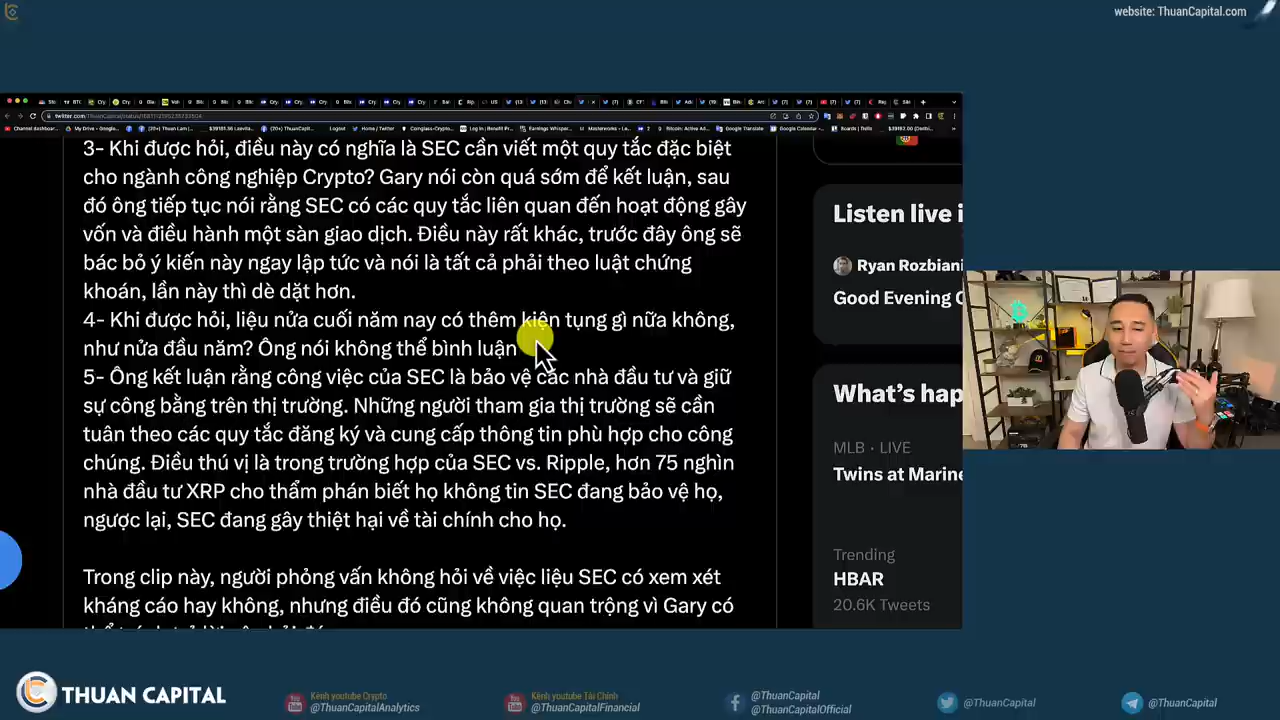 website: ThuanCapital.com
3- Khi được hỏi, điều này có nghĩa là SEC cần viết một quy tắc đặc biệt
cho ngành công nghiệp Crypto? Gary nói còn quá sớm để kết luận, sau
đó ông tiếp tục nói rằng SEC có các quy tắc liên quan đến hoạt động gây
vốn và điều hành một sàn giao dịch. Điều này rất khác, trước đây ông sẽ
bác bỏ ý kiến này ngay lập tức và nói là tất cả phải theo luật chứng
khoán, lần này thì dè dặt hơn.
4- Khi được hỏi, liệu nửa cuối năm nay có thêm kiện tụng gì nữa không,
như nửa đầu năm? Ông nói không thể bình luận
5- Ông kết luận rằng công việc của SEC là bảo vệ các nhà đầu tư và giữ
sự công bằng trên thị trường. Những người tham gia thị trường sẽ cần
tuân theo các quy tắc đăng ký và cung cấp thông tin phù hợp cho công
chúng. Điều thú vị là trong trường hợp của SEC vs. Ripple, hơn 75 nghìn
nhà đầu tư XRP cho thẩm phán biết họ không tin SEC đang bảo vệ họ,
ngược lại, SEC đang gây thiệt hại về tài chính cho họ.
Trong clip này, người phỏng vấn không hỏi về việc liệu SEC có xem xét
kháng cáo hay không, nhưng điều đó cũng không quan trọng vì Gary có
Listen live i
Ryan Rozbiani
Good Evening C
What's hap
MLB · LIVE
Twins at Marine
Trending
HBAR
20.6K Tweets
THUAN CAPITAL
Kênh youtube Crypto
@ThuanCapitalAnalytics
Kênh youtube Tài Chính
@ThuanCapitalFinancial
@ThuanCapital
@ThuanCapitalOfficial
@ThuanCapital
@ThuanCapital